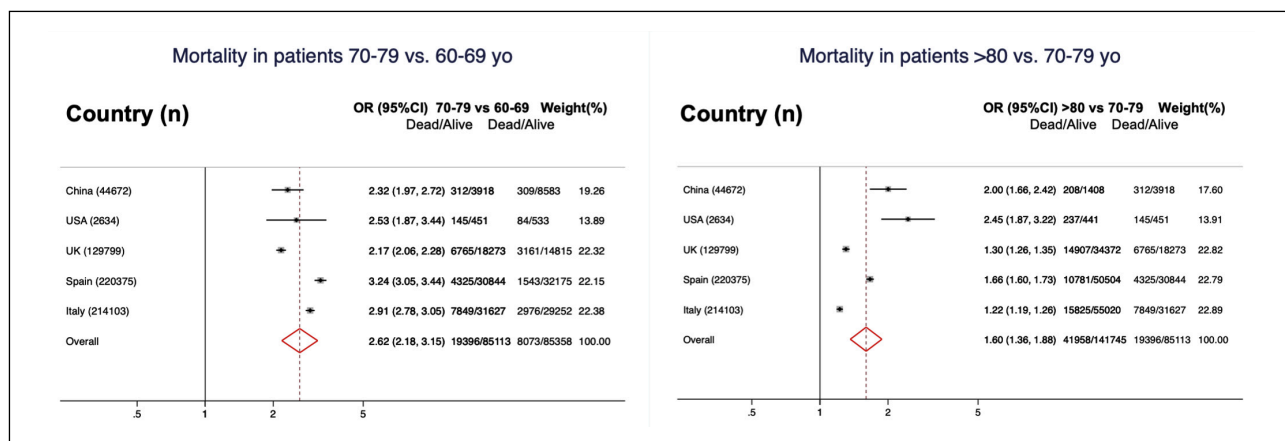 Mortality in patients 70-79 vs. 60-69 yo
Country (n)
OR (95%CI) 70-79 vs 60-69 Weight(%)
Dead/Alive Dead/Alive
China (44672) 2.32 (1.97, 2.72) 312/3918 309/8583 19.26
USA (2634) 2.53 (1.87, 3.44) 145/451 84/533 13.89
UK (129799) 2.17 (2.06, 2.28) 6765/18273 3161/14815 22.32
Spain (220375) 3.24 (3.05, 3.44) 4325/30844 1543/32175 22.15
Italy (214103) 2.91 (2.78, 3.05) 7849/31627 2976/29252 22.38
Overall 2.62 (2.18, 3.15) 19396/85113 8073/85358 100.00
.5 1 2 5
Mortality in patients >80 vs. 70-79 yo
Country (n)
OR (95%CI) >80 vs 70-79 Weight(%)
Dead/Alive Dead/Alive
China (44672) 2.00 (1.66, 2.42) 208/1408 312/3918 17.60
USA (2634) 2.45 (1.87, 3.22) 237/441 145/451 13.91
UK (129799) 1.30 (1.26, 1.35) 14907/34372 6765/18273 22.82
Spain (220375) 1.66 (1.60, 1.73) 10781/50504 4325/30844 22.79
Italy (214103) 1.22 (1.19, 1.26) 15825/55020 7849/31627 22.89
Overall 1.60 (1.36, 1.88) 41958/141745 19396/85113 100.00
.5 1 2 5